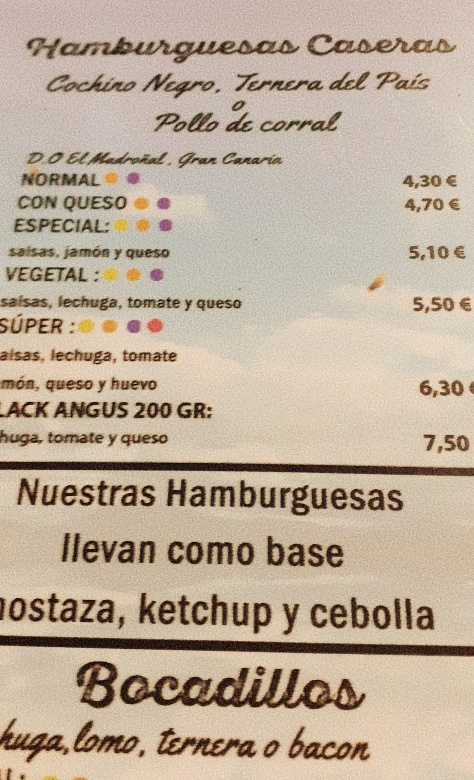 Hamburguesas Caseras
Cochino Negro, Ternera del País
o
Pollo de corral
D.O El Madroñal, Gran Canaria
NORMAL 4,30 €
CON QUESO 4,70 €
ESPECIAL:
salsas, jamón y queso 5,10 €
VEGETAL :
salsas, lechuga, tomate y queso 5,50 €
SÚPER :
alsas, lechuga, tomate
món, queso y huevo 6,30 €
LACK ANGUS 200 GR:
huga, tomate y queso 7,50
Nuestras Hamburguesas
llevan como base
nostaza, ketchup y cebolla
Bocadillos
huga, lomo, ternera o bacon